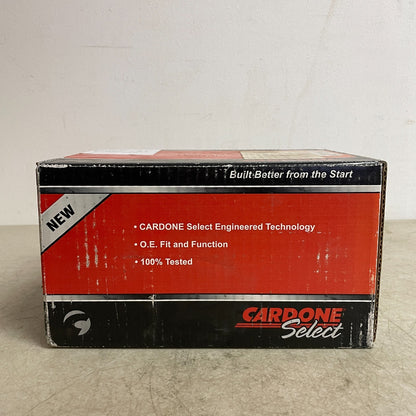 Built Better from the Start
NEW
• CARDONE Select Engineered Technology
• O.E. Fit and Function
• 100% Tested
CARDONE
Select